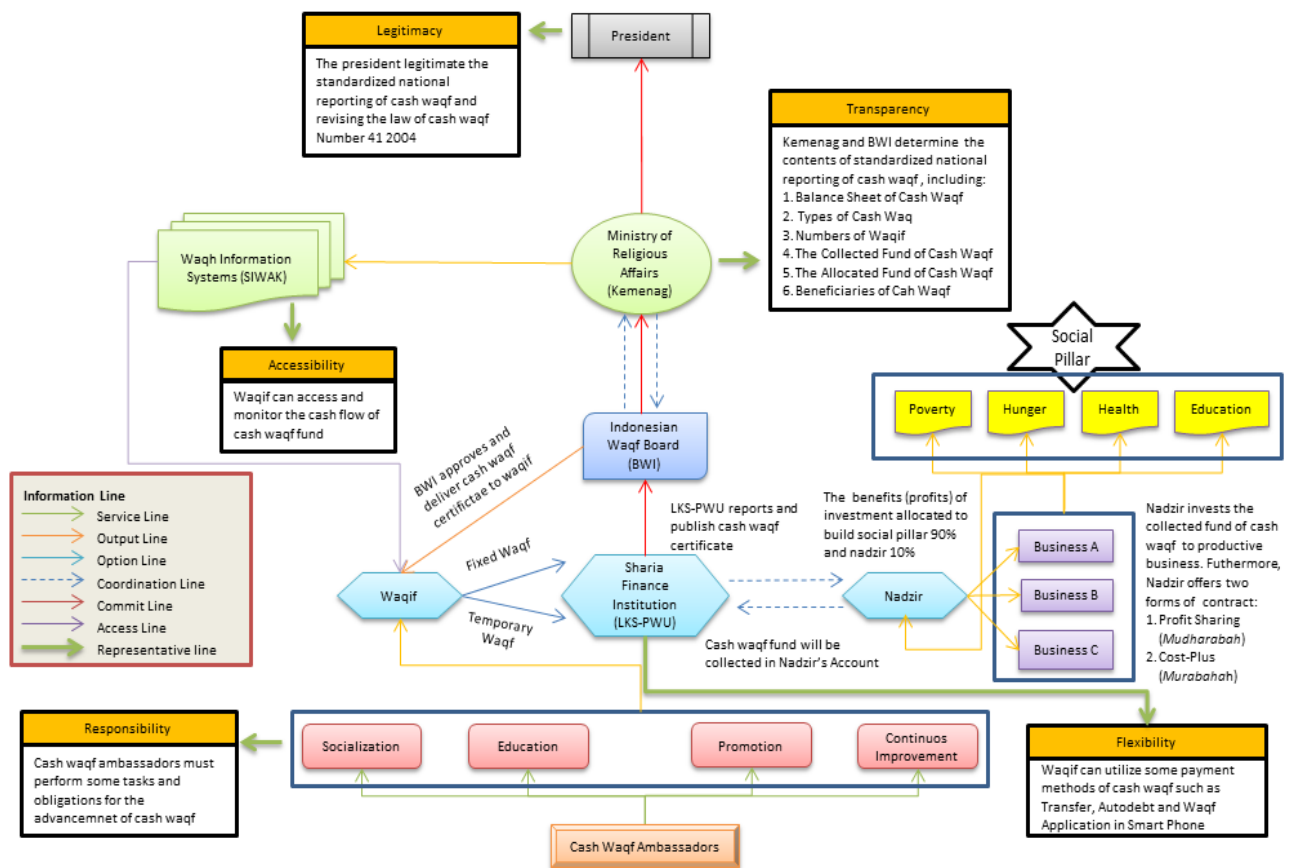 Legitimacy
The president legitimate the
standardized national
reporting of cash waqf and
revising the law of cash waqf
Number 41 2004
President
Transparency
Kemenag and BWI determine the
contents of standardized national
reporting of cash waqf , including:
1. Balance Sheet of Cash Waqf
2. Types of Cash Waq
3. Numbers of Waqif
4. The Collected Fund of Cash Waqf
5. The Allocated Fund of Cash Waqf
6. Beneficiaries of Cah Waqf
Waqh Information
Systems (SIWAK)
Ministry of
Religious
Affairs
(Kemenag)
Accessibility
Waqif can access and
monitor the cash flow of
cash waqf fund
Social
Pillar
Poverty
Hunger
Health
Education
Indonesian
Waqf Board
(BWI)
BWI approves and
deliver cash waqf
certifictae to waqif
Information Line
Service Line
Output Line
Option Line
Coordination Line
Commit Line
Access Line
Representative line
LKS-PWU reports and
publish cash waqf
certificate
The benefits (profits) of
investment allocated to
build social pillar 90%
and nadzir 10%
Waqif
Fixed Waqf
Temporary
Waqf
Sharia
Finance
Institution
(LKS-PWU)
Nadzir
Cash waqf fund will be
collected in Nadzir's Account
Business A
Business B
Business C
Nadzir invests the
collected fund of cash
waqf to productive
business. Futhermore,
Nadzir offers two
forms of contract:
1. Profit Sharing
(Mudharabah)
2. Cost-Plus
(Murabahah)
Responsibility
Cash waqf ambassadors must
perform some tasks and
obligations for the
advancemnet of cash waqf
Socialization
Education
Promotion
Continuos
Improvement
Cash Waqf Ambassadors
Flexibility
Waqif can utilize some payment
methods of cash waqf such as
Transfer, Autodebt and Waqf
Application in Smart Phone